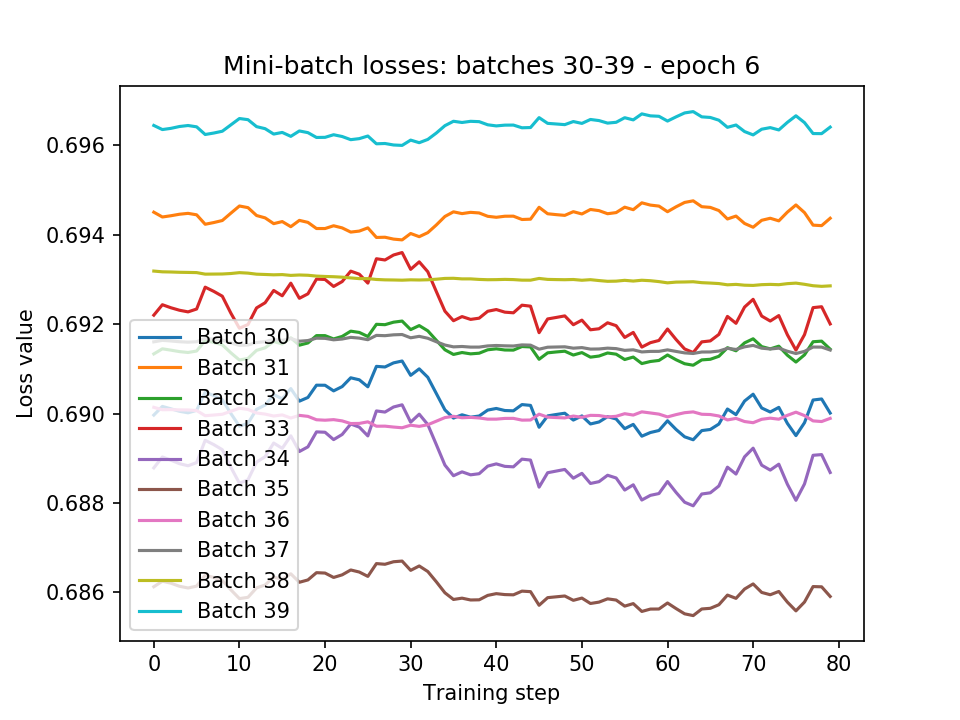 Mini-batch losses: batches 30-39 - epoch 6
Loss value
0.696
0.694
0.692
0.690
0.688
0.686
Batch 30
Batch 31
Batch 32
Batch 33
Batch 34
Batch 35
Batch 36
Batch 37
Batch 38
Batch 39
0 10 20 30 40 50 60 70 80
Training step